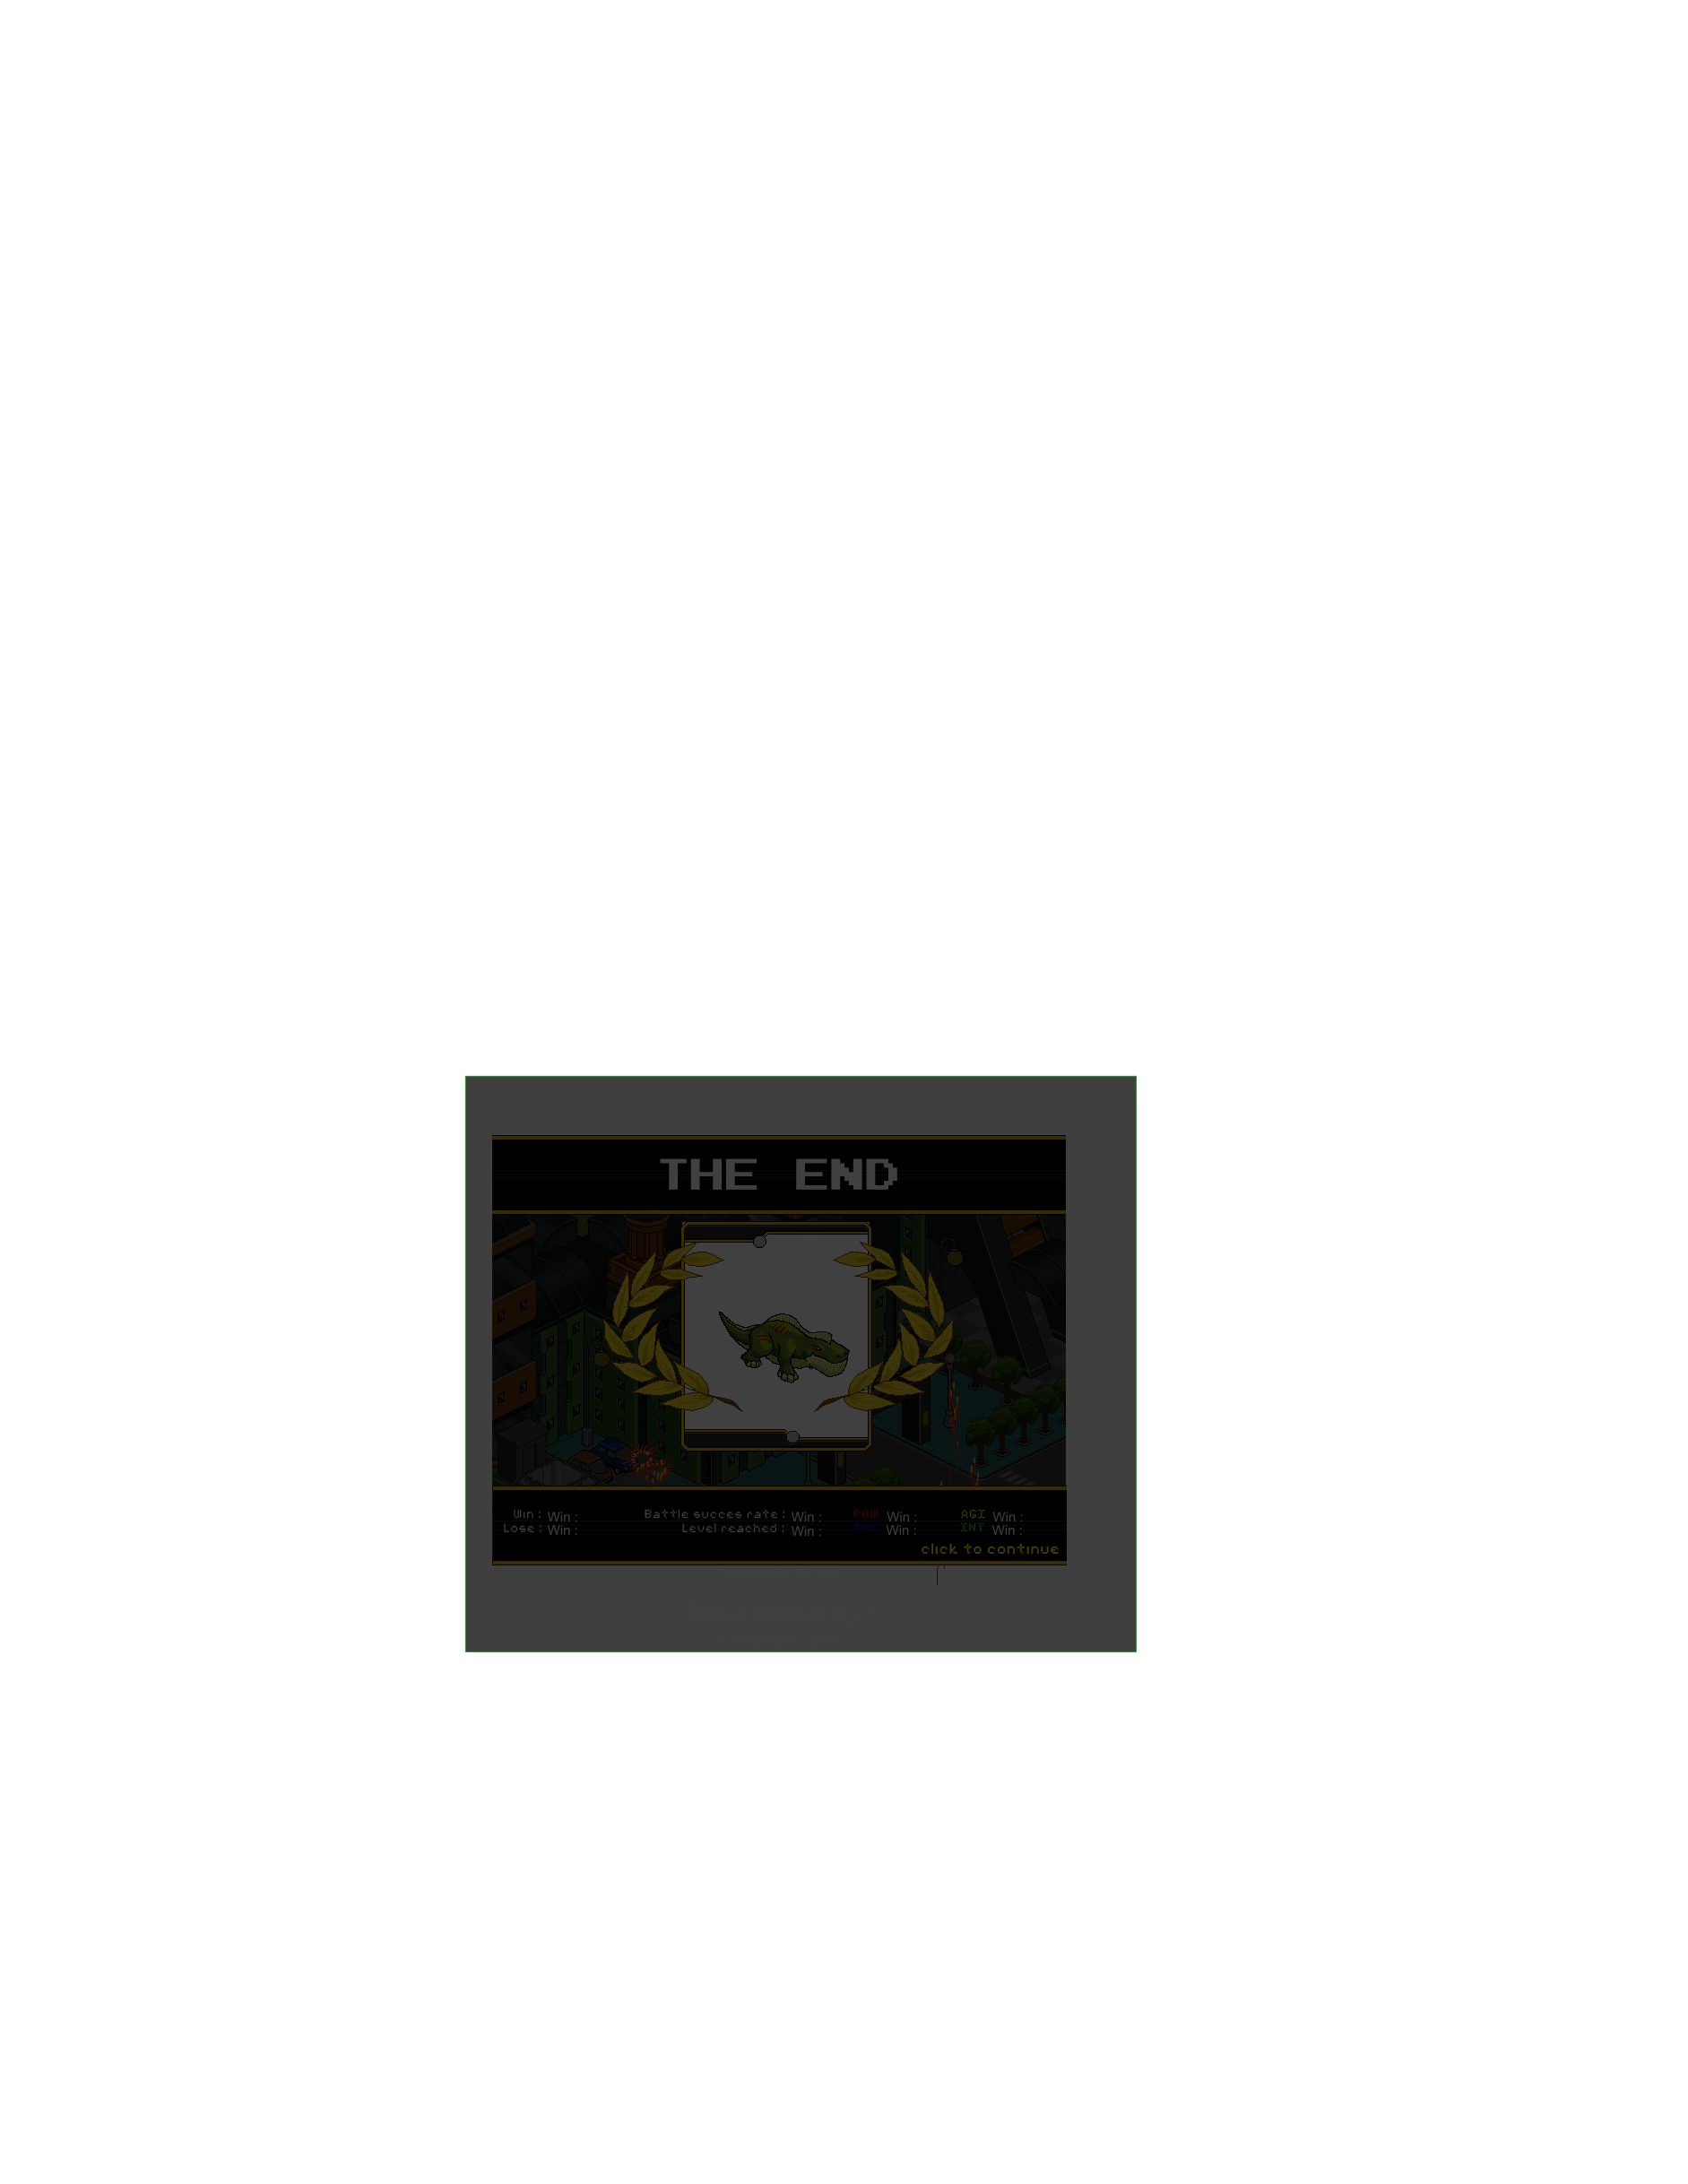 THE END
Win : Win : Battle succes rate : Win : POW Win : AGI Win :
Lose : Win : Level reached : Win : Win : INT Win :
click to continue